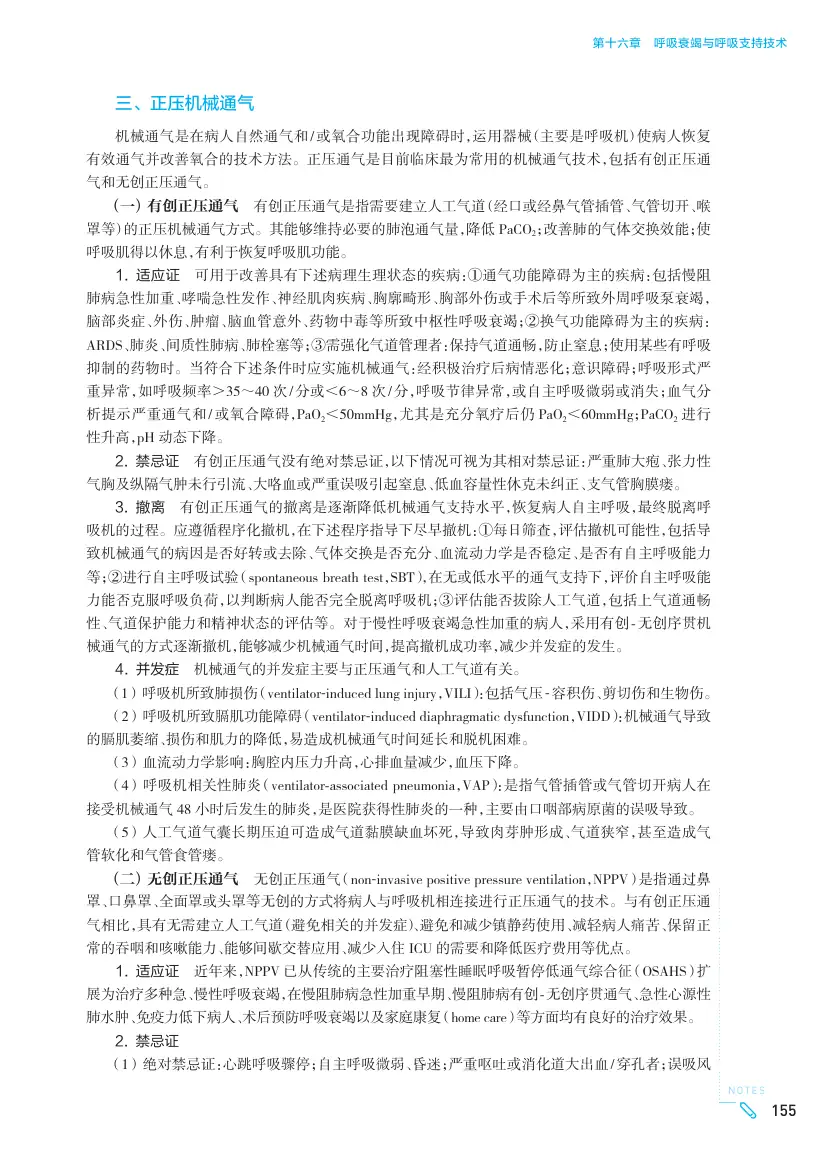 第十六章 呼吸衰竭与呼吸支持技术
三、正压机械通气
机械通气是在病人自然通气和/或氧合功能出现障碍时,运用器械(主要是呼吸机)使病人恢复
有效通气并改善氧合的技术方法。正压通气是目前临床最为常用的机械通气技术,包括有创正压通
气和无创正压通气。
(一)有创正压通气 有创正压通气是指需要建立人工气道(经口或经鼻气管插管、气管切开、喉
罩等)的正压机械通气方式。其能够维持必要的肺泡通气量,降低 PaCO₂;改善肺的气体交换效能;使
呼吸肌得以休息,有利于恢复呼吸肌功能。
1. 适应证 可用于改善具有下述病理生理状态的疾病:①通气功能障碍为主的疾病:包括慢阻
肺病急性加重、哮喘急性发作、神经肌肉疾病、胸廓畸形、胸部外伤或手术后等所致外周呼吸泵衰竭,
脑部炎症、外伤、肿瘤、脑血管意外、药物中毒等所致中枢性呼吸衰竭;②换气功能障碍为主的疾病:
ARDS、肺炎、间质性肺病、肺栓塞等;③需强化气道管理者:保持气道通畅,防止窒息;使用某些有呼吸
抑制的药物时。当符合下述条件时应实施机械通气:经积极治疗后病情恶化;意识障碍;呼吸形式严
重异常,如呼吸频率>35~40 次/分或<6~8 次/分,呼吸节律异常,或自主呼吸微弱或消失;血气分
析提示严重通气和/或氧合障碍,PaO₂<50mmHg,尤其是充分氧疗后仍 PaO₂<60mmHg;PaCO₂ 进行
性升高,pH 动态下降。
2. 禁忌证 有创正压通气没有绝对禁忌证,以下情况可视为其相对禁忌证:严重肺大疱、张力性
气胸及纵隔气肿未行引流、大咯血或严重误吸引起窒息、低血容量性休克未纠正、支气管胸膜瘘。
3. 撤离 有创正压通气的撤离是逐渐降低机械通气支持水平,恢复病人自主呼吸,最终脱离呼
吸机的过程。应遵循程序化撤机,在下述程序指导下尽早撤机:①每日筛查,评估撤机可能性,包括导
致机械通气的病因是否好转或去除、气体交换是否充分、血流动力学是否稳定、是否有自主呼吸能力
等;②进行自主呼吸试验(spontaneous breath test,SBT),在无或低水平的通气支持下,评价自主呼吸能
力能否克服呼吸负荷,以判断病人能否完全脱离呼吸机;③评估能否拔除人工气道,包括上气道通畅
性、气道保护能力和精神状态的评估等。对于慢性呼吸衰竭急性加重的病人,采用有创-无创序贯机
械通气的方式逐渐撤机,能够减少机械通气时间,提高撤机成功率,减少并发症的发生。
4. 并发症 机械通气的并发症主要与正压通气和人工气道有关。
(1)呼吸机所致肺损伤(ventilator-induced lung injury,VILI):包括气压-容积伤、剪切伤和生物伤。
(2)呼吸机所致膈肌功能障碍(ventilator-induced diaphragmatic dysfunction,VIDD):机械通气导致
的膈肌萎缩、损伤和肌力的降低,易造成机械通气时间延长和脱机困难。
(3)血流动力学影响:胸腔内压力升高,心排血量减少,血压下降。
(4)呼吸机相关性肺炎(ventilator-associated pneumonia,VAP):是指气管插管或气管切开病人在
接受机械通气 48 小时后发生的肺炎,是医院获得性肺炎的一种,主要由口咽部病原菌的误吸导致。
(5)人工气道气囊长期压迫可造成气道黏膜缺血坏死,导致肉芽肿形成、气道狭窄,甚至造成气
管软化和气管食管瘘。
(二)无创正压通气 无创正压通气(non-invasive positive pressure ventilation,NPPV)是指通过鼻
罩、口鼻罩、全面罩或头罩等无创的方式将病人与呼吸机相连接进行正压通气的技术。与有创正压通
气相比,具有无需建立人工气道(避免相关的并发症)、避免和减少镇静药使用、减轻病人痛苦、保留正
常的吞咽和咳嗽能力、能够间歇交替应用、减少入住 ICU 的需要和降低医疗费用等优点。
1. 适应证 近年来,NPPV 已从传统的主要治疗阻塞性睡眠呼吸暂停低通气综合征(OSAHS)扩
展为治疗多种急、慢性呼吸衰竭,在慢阻肺病急性加重早期、慢阻肺病有创-无创序贯通气、急性心源性
肺水肿、免疫力低下病人、术后预防呼吸衰竭以及家庭康复(home care)等方面均有良好的治疗效果。
2. 禁忌证
(1)绝对禁忌证:心跳呼吸骤停;自主呼吸微弱、昏迷;严重呕吐或消化道大出血/穿孔者;误吸风
NOTES
155